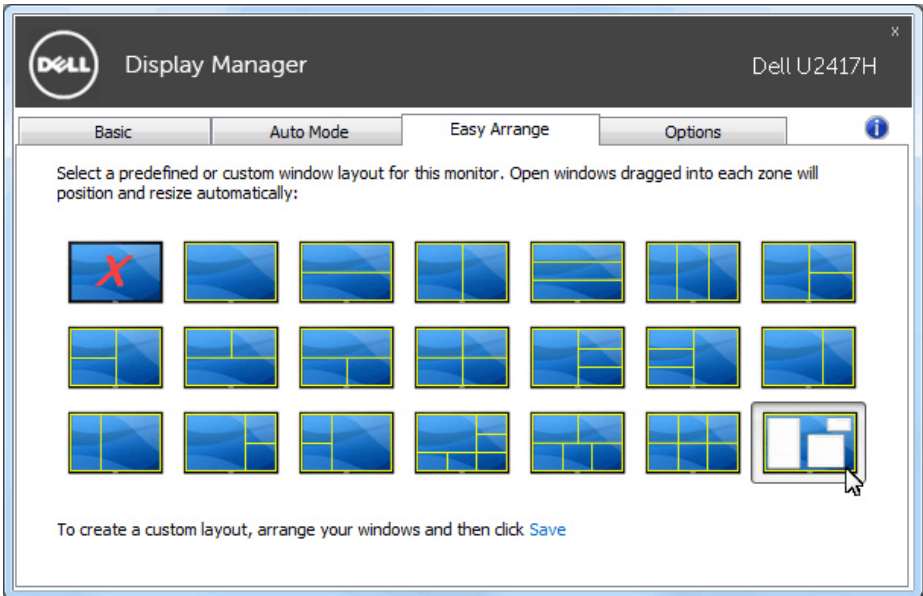 x
DELL
Display Manager
Dell U2417H
Basic
Auto Mode
Easy Arrange
Options
i
Select a predefined or custom window layout for this monitor. Open windows dragged into each zone will
position and resize automatically:
X
To create a custom layout, arrange your windows and then click Save